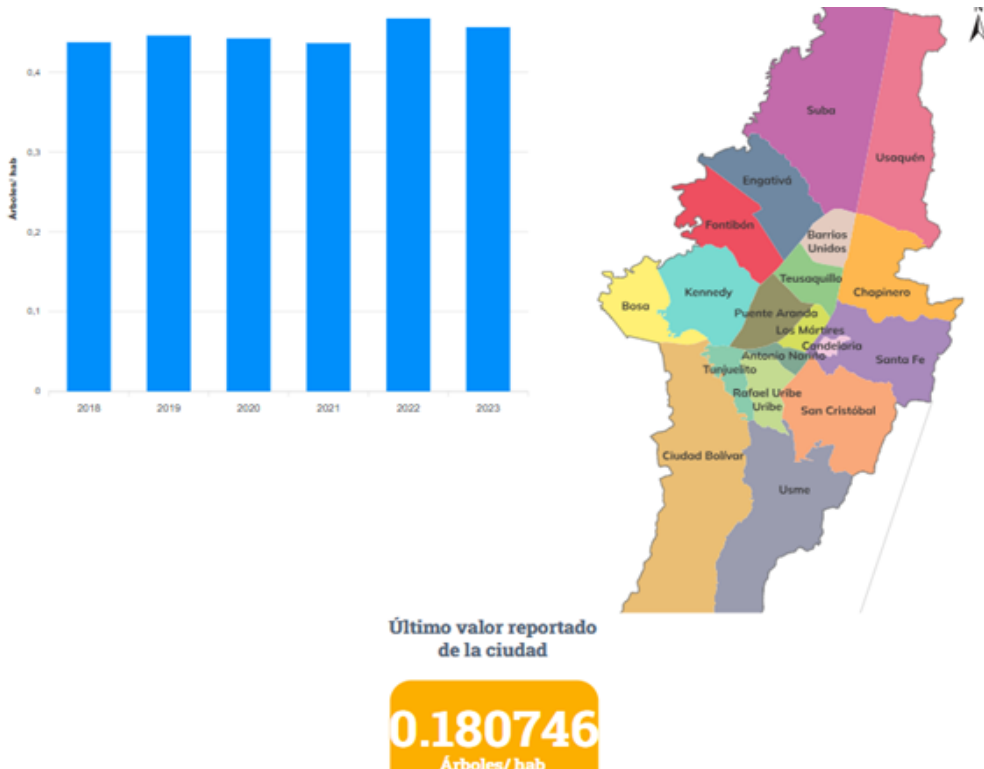 Árboles/ hab
0,4
0,3
0,2
0,1
0
2018
2019
2020
2021
2022
2023
Suba
Usaquén
Engativá
Fontibón
Barrios
Unidos
Teusaquillo
Chapinero
Kennedy
Bosa
Puente Aranda
Los Mártires
Candelaria
Santa Fe
Antonio Nariño
Tunjuelito
Rafael Uribe
Uribe
San Cristóbal
Ciudad Bolívar
Usme
Último valor reportado
de la ciudad
0.180746
Árboles/ hab